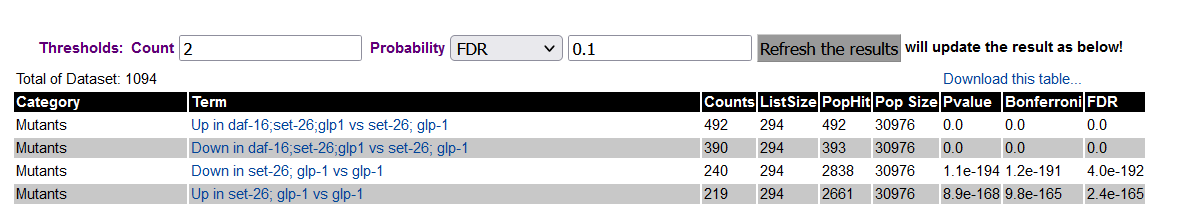 Thresholds: Count 2 Probability FDR 0.1 Refresh the results will update the result as below!
Total of Dataset: 1094 Download this table...
Category Term Counts ListSize PopHit Pop Size Pvalue Bonferroni FDR
Mutants Up in daf-16;set-26;glp1 vs set-26; glp-1 492 294 492 30976 0.0 0.0 0.0
Mutants Down in daf-16;set-26;glp1 vs set-26; glp-1 390 294 393 30976 0.0 0.0 0.0
Mutants Down in set-26; glp-1 vs glp-1 240 294 2838 30976 1.1e-194 1.2e-191 4.0e-192
Mutants Up in set-26; glp-1 vs glp-1 219 294 2661 30976 8.9e-168 9.8e-165 2.4e-165